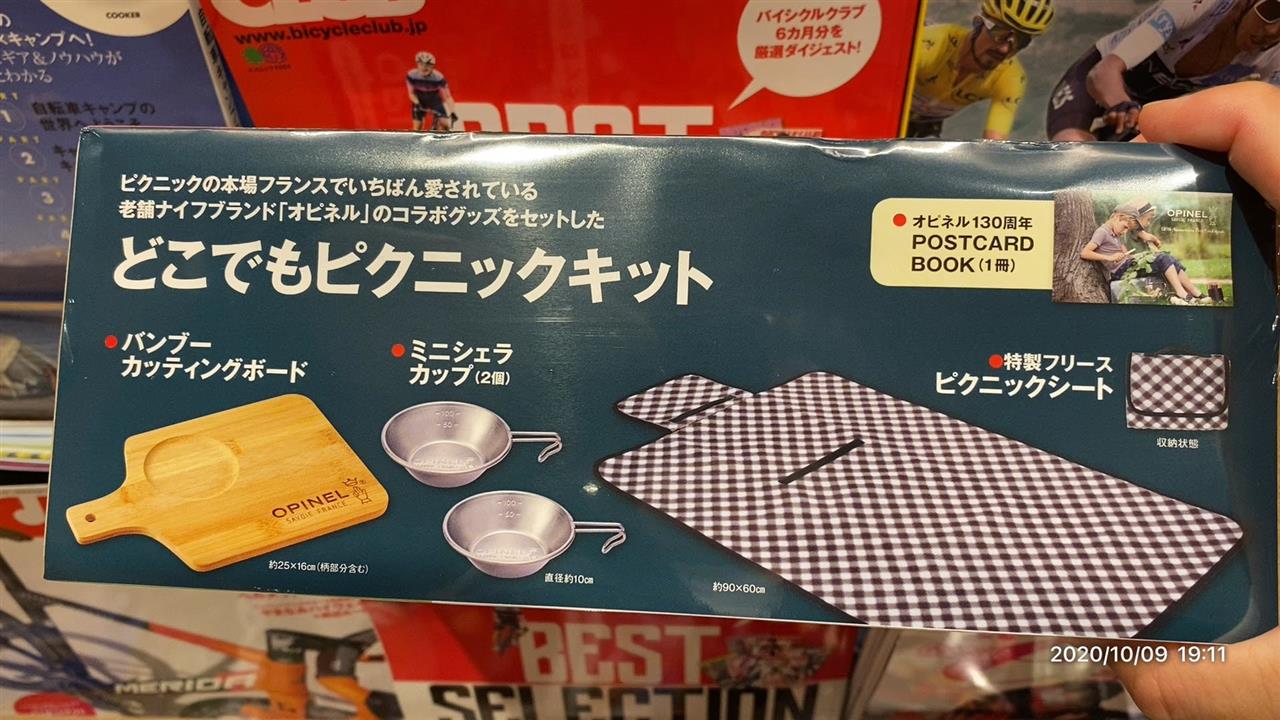 COOKER
キャンプへ!
ギア&ノウハウが
わかる
自転車キャンプの
世界へようこそ
www.bicycleclub.jp
バイシクルクラブ
6カ月分を
厳選ダイジェスト!
ピクニックの本場フランスでいちばん愛されている
老舗ナイフブランド「オピネル」のコラボグッズをセットした
どこでもピクニックキット
オピネル130周年
POSTCARD
BOOK(1冊)
OPINEL
SAVOIE FRANCE
バンブー
カッティングボード
OPINEL
SAVOIE FRANCE
約25×16cm(柄部分含む)
ミニシェラ
カップ(2個)
直径約10cm
特製フリース
ピクニックシート
収納状態
約90×60cm
MERIDA
BEST
SELECTION
2020/10/09 19:11